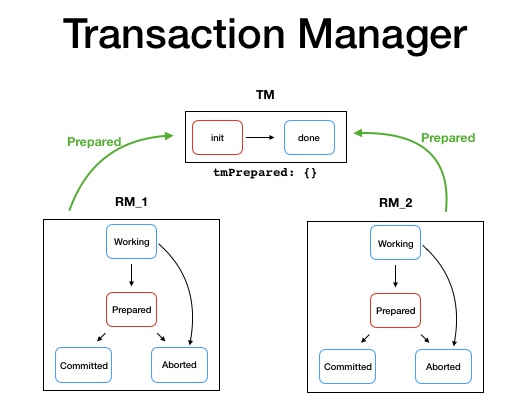 Transaction Manager
TM
init
done
tmPrepared: {}
Prepared
Prepared
RM_1
Working
Prepared
Committed
Aborted
RM_2
Working
Prepared
Committed
Aborted